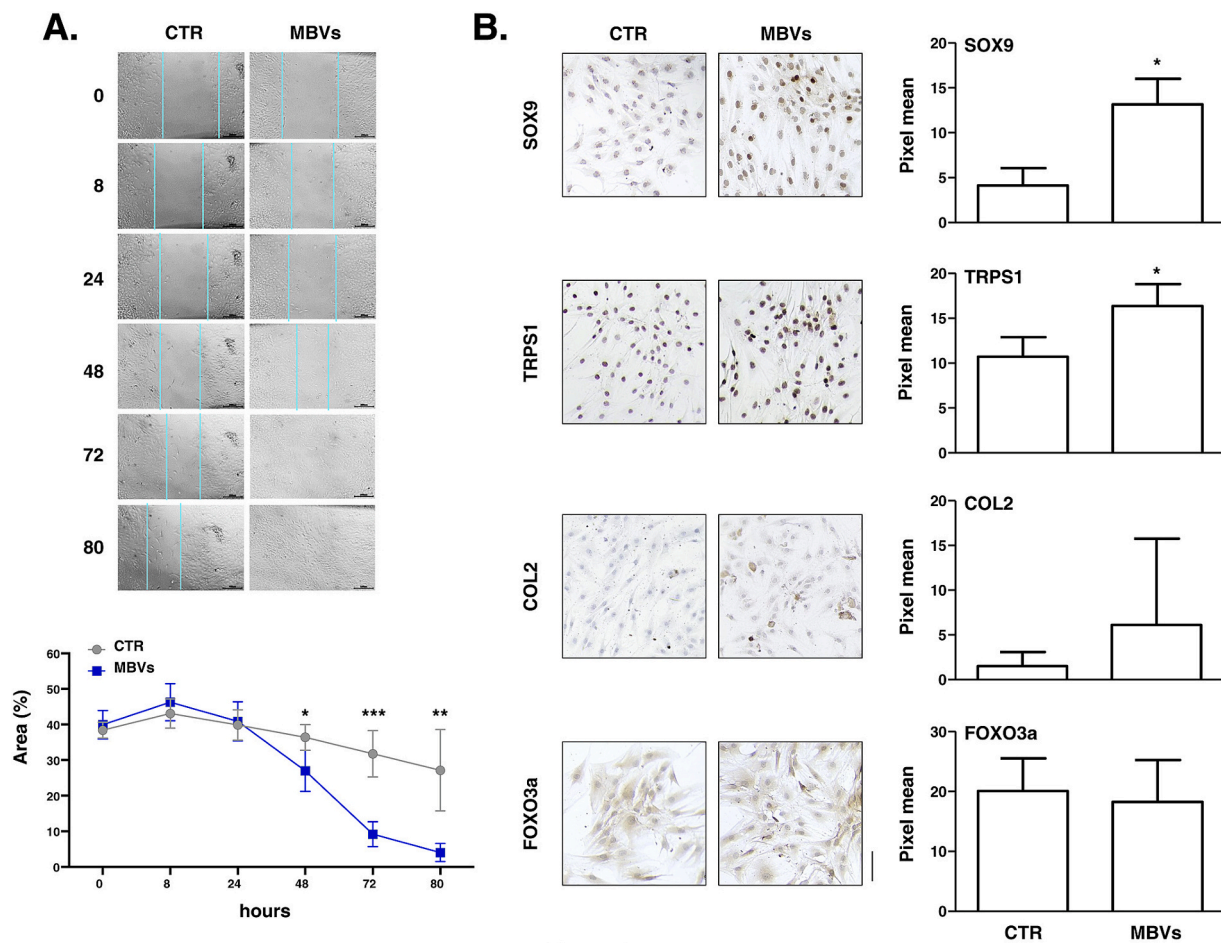 A.
CTR MBVs
0
8
24
48
72
80
CTR
MBVs
Area (%)
60
50
40
30
20
10
0
* *** **
0 8 24 48 72 80
hours
B.
CTR MBVs
SOX9
SOX9
Pixel mean
20
15
10
5
0
*
TRPS1
TRPS1
Pixel mean
20
15
10
5
0
*
COL2
COL2
Pixel mean
20
15
10
5
0
FOXO3a
FOXO3a
Pixel mean
30
20
10
0
CTR MBVs